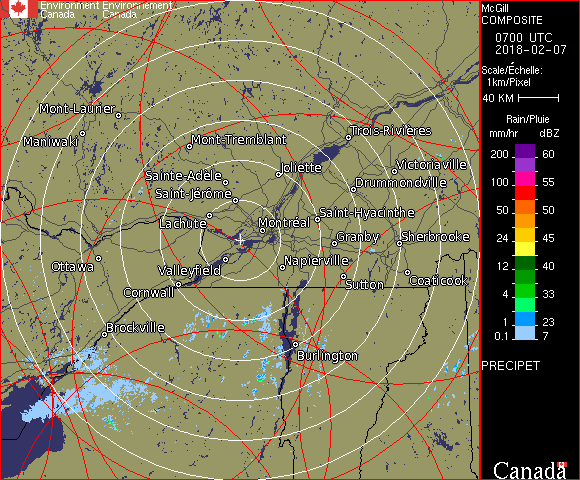 Environment Environnement
Canada Canada
McGill
COMPOSITE
0700 UTC
2018-02-07
Scale/Échelle:
1km/Pixel
40 KM
Rain/Pluie
mm/hr dBZ
200 60
100 55
50 50
24 45
12 40
4 33
1 23
0.1 7
PRECIPET
Mont-Laurier
Maniwaki
Mont-Tremblant
Trois-Rivières
Sainte-Adèle
Joliette
Victoriaville
Saint-Jérôme
Drummondville
Lachute
Montréal
Saint-Hyacinthe
Granby
Sherbrooke
Ottawa
Valleyfield
Napierville
Cornwall
Sutton
Coaticook
Brockville
Burlington
Canada